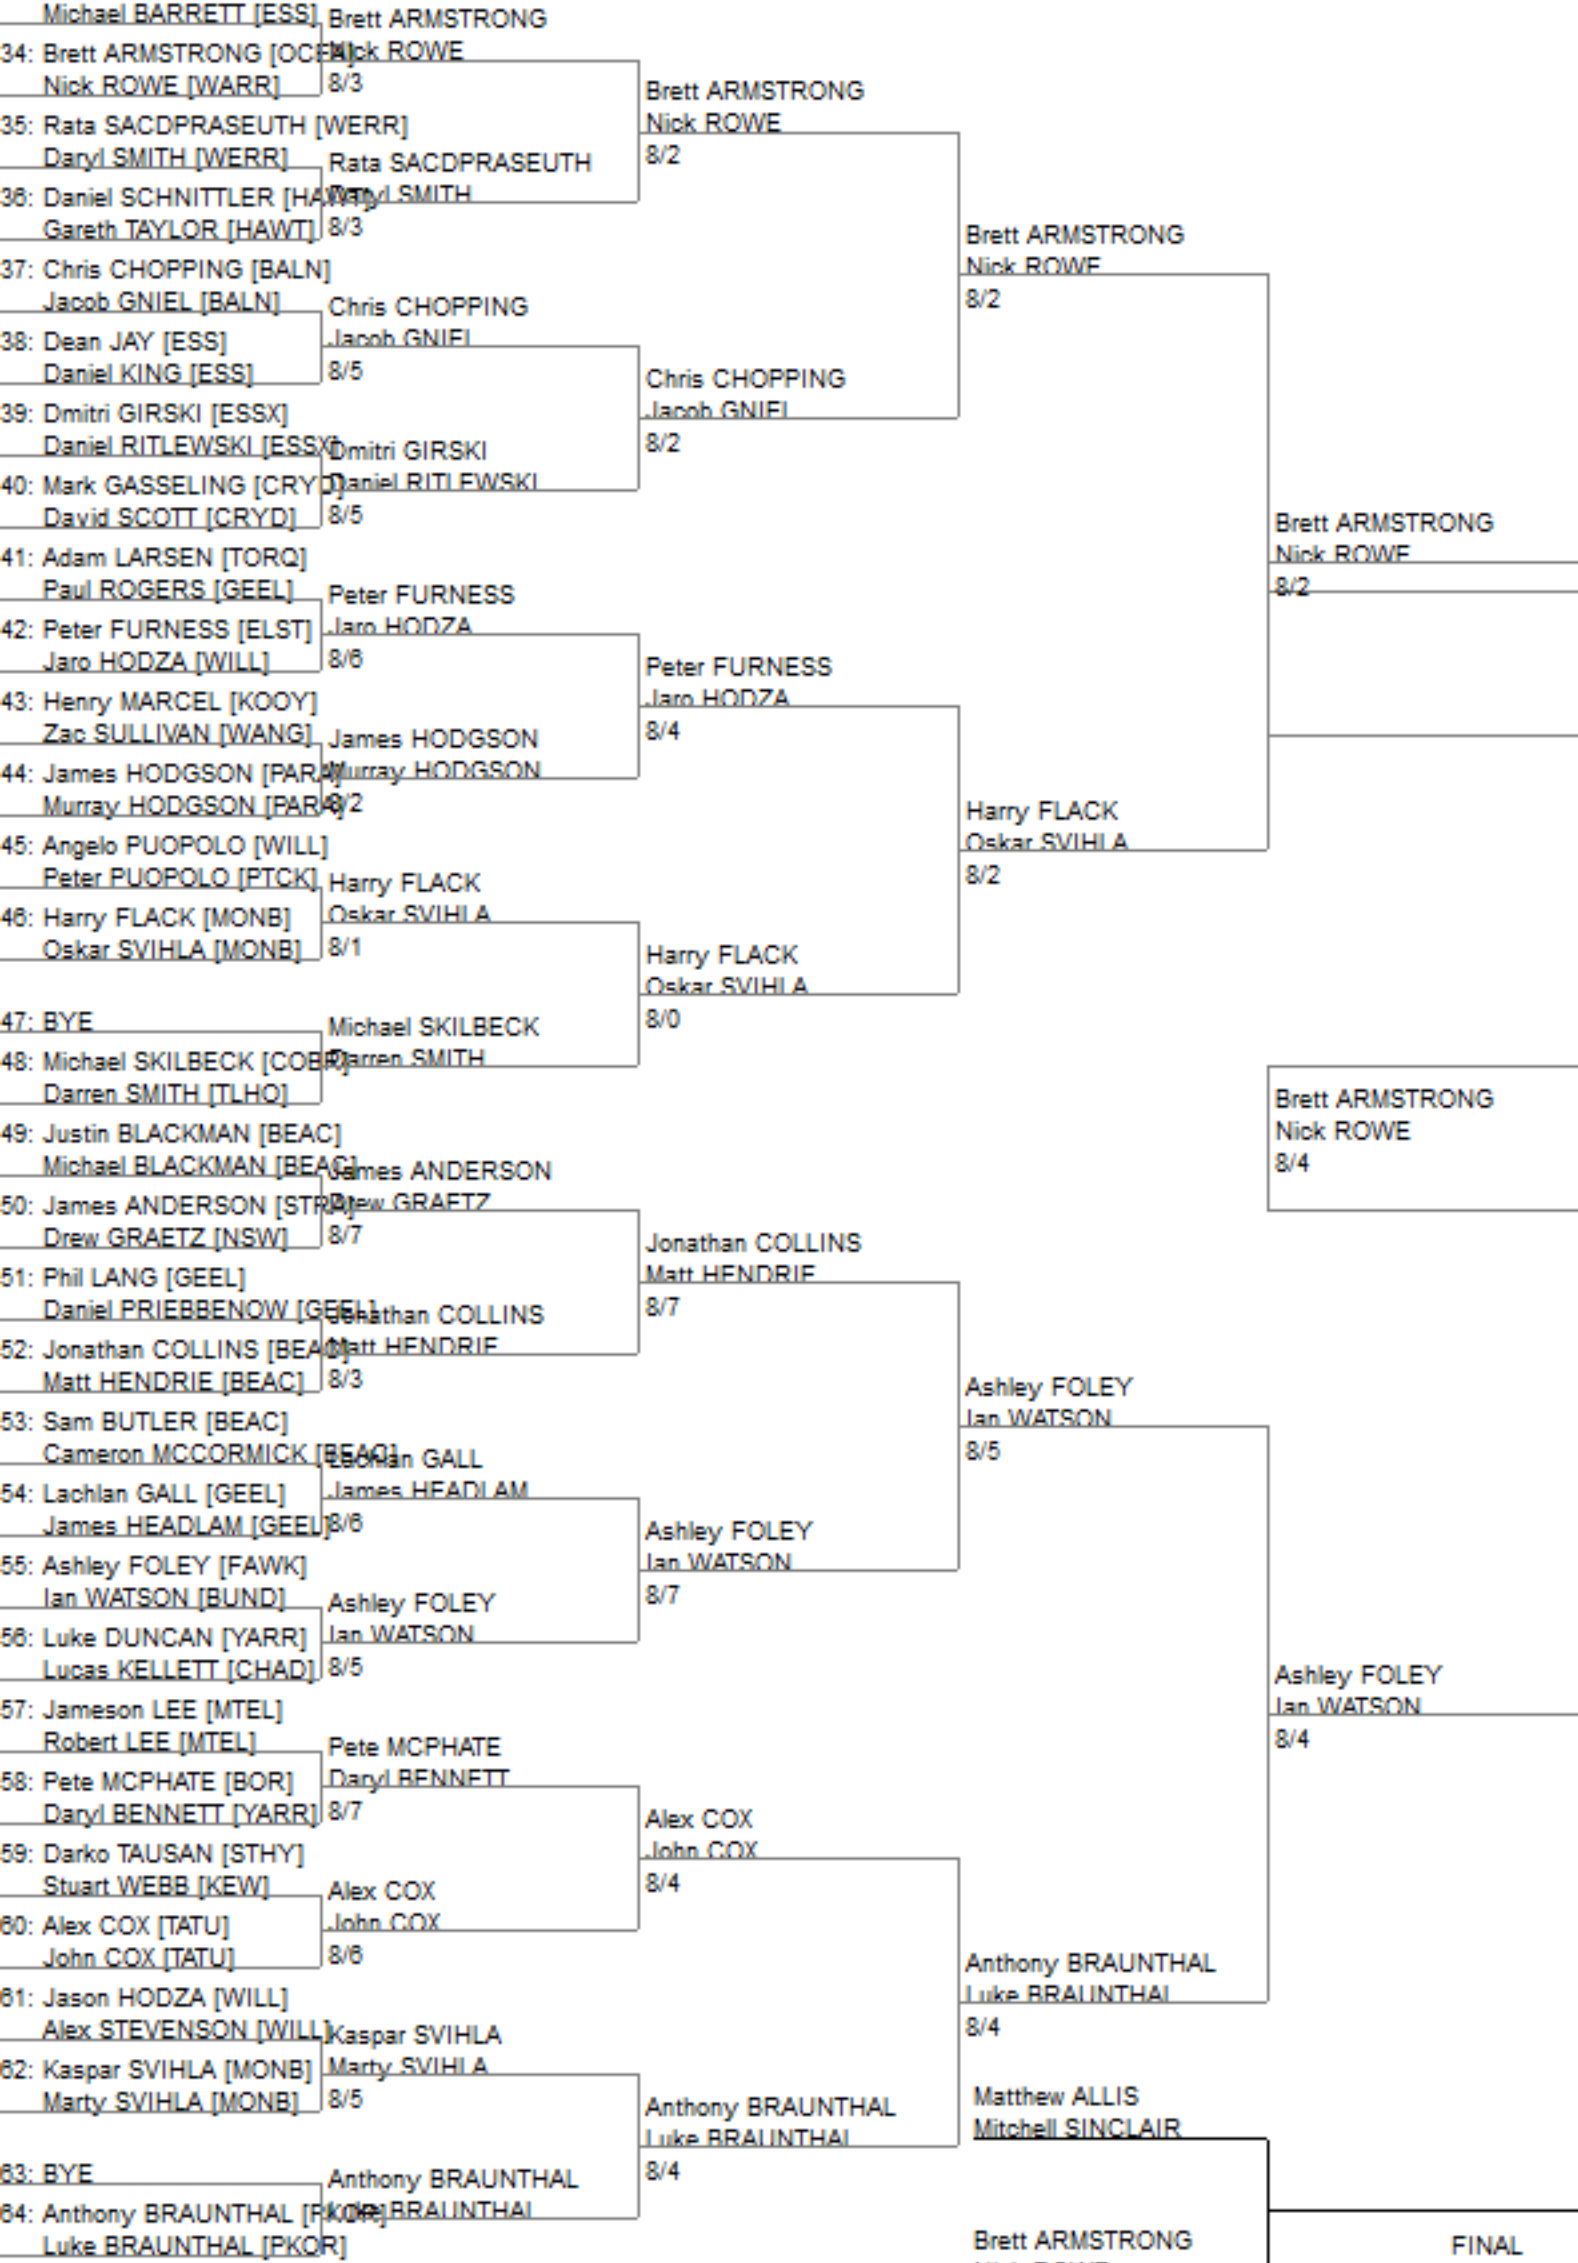 Michael BARRETT [ESS]
34: Brett ARMSTRONG [OCEA]
Nick ROWE [WARR]
35: Rata SACDPRASEUTH [WERR]
Daryl SMITH [WERR]
36: Daniel SCHNITTLER [HAWT]
Gareth TAYLOR [HAWT]
37: Chris CHOPPING [BALN]
Jacob GNIEL [BALN]
38: Dean JAY [ESS]
Daniel KING [ESS]
39: Dmitri GIRSKI [ESSX]
Daniel RITLEWSKI [ESSX]
40: Mark GASSELING [CRYD]
David SCOTT [CRYD]
41: Adam LARSEN [TORQ]
Paul ROGERS [GEEL]
42: Peter FURNESS [ELST]
Jaro HODZA [WILL]
43: Henry MARCEL [KOOY]
Zac SULLIVAN [WANG]
44: James HODGSON [PARA]
Murray HODGSON [PARA]
45: Angelo PUOPOLO [WILL]
Peter PUOPOLO [PTCK]
46: Harry FLACK [MONB]
Oskar SVIHLA [MONB]
47: BYE
48: Michael SKILBECK [COBR]
Darren SMITH [TLHO]
49: Justin BLACKMAN [BEAC]
Michael BLACKMAN [BEAC]
50: James ANDERSON [STRA]
Drew GRAETZ [NSW]
51: Phil LANG [GEEL]
Daniel PRIEBBENOW [GEEL]
52: Jonathan COLLINS [BEAC]
Matt HENDRIE [BEAC]
53: Sam BUTLER [BEAC]
Cameron MCCORMICK [BEAC]
54: Lachlan GALL [GEEL]
James HEADLAM [GEEL]
55: Ashley FOLEY [FAWK]
Ian WATSON [BUND]
56: Luke DUNCAN [YARR]
Lucas KELLETT [CHAD]
57: Jameson LEE [MTEL]
Robert LEE [MTEL]
58: Pete MCPHATE [BOR]
Daryl BENNETT [YARR]
59: Darko TAUSAN [STHY]
Stuart WEBB [KEW]
60: Alex COX [TATU]
John COX [TATU]
61: Jason HODZA [WILL]
Alex STEVENSON [WILL]
62: Kaspar SVIHLA [MONB]
Marty SVIHLA [MONB]
63: BYE
64: Anthony BRAUNTHAL [PKOR]
Luke BRAUNTHAL [PKOR]
Brett ARMSTRONG
Nick ROWE
8/3
Rata SACDPRASEUTH
Daryl SMITH
8/3
Chris CHOPPING
Jacob GNIEL
8/5
Dmitri GIRSKI
Daniel RITLEWSKI
8/5
Peter FURNESS
Jaro HODZA
8/6
James HODGSON
Murray HODGSON
8/2
Harry FLACK
Oskar SVIHLA
8/1
Michael SKILBECK
Darren SMITH
James ANDERSON
Drew GRAETZ
8/7
Jonathan COLLINS
Matt HENDRIE
8/3
Lachlan GALL
James HEADLAM
8/6
Ashley FOLEY
Ian WATSON
8/5
Pete MCPHATE
Daryl BENNETT
8/7
Alex COX
John COX
8/6
Kaspar SVIHLA
Marty SVIHLA
8/5
Anthony BRAUNTHAL
Luke BRAUNTHAL
Brett ARMSTRONG
Nick ROWE
8/2
Chris CHOPPING
Jacob GNIEL
8/2
Peter FURNESS
Jaro HODZA
8/4
Harry FLACK
Oskar SVIHLA
8/0
Jonathan COLLINS
Matt HENDRIE
8/7
Ashley FOLEY
Ian WATSON
8/7
Alex COX
John COX
8/4
Anthony BRAUNTHAL
Luke BRAUNTHAL
8/4
Brett ARMSTRONG
Nick ROWE
8/2
Harry FLACK
Oskar SVIHLA
8/2
Ashley FOLEY
Ian WATSON
8/5
Anthony BRAUNTHAL
Luke BRAUNTHAL
8/4
Matthew ALLIS
Mitchell SINCLAIR
Brett ARMSTRONG
Brett ARMSTRONG
Nick ROWE
8/2
Brett ARMSTRONG
Nick ROWE
8/4
Ashley FOLEY
Ian WATSON
8/4
FINAL